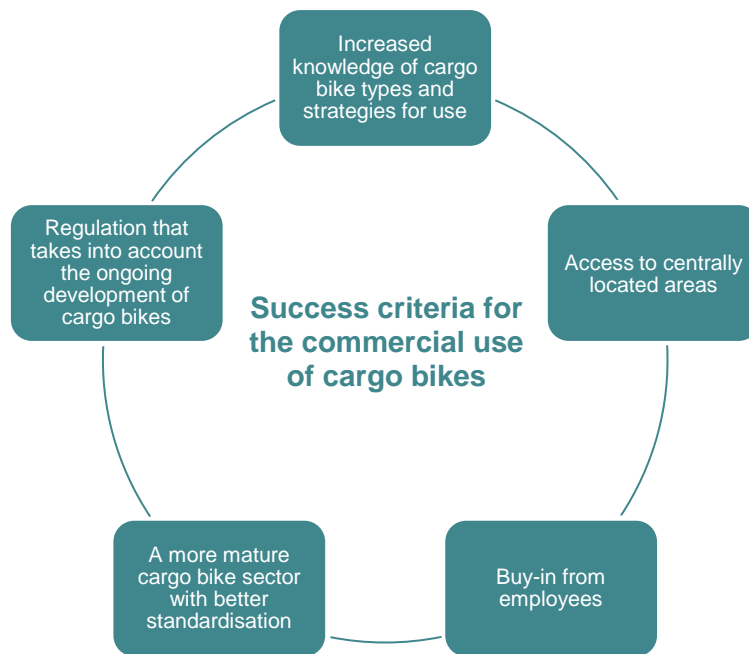 Increased
knowledge of cargo
bike types and
strategies for use
Access to centrally
located areas
Buy-in from
employees
A more mature
cargo bike sector
with better
standardisation
Regulation that
takes into account
the ongoing
development of
cargo bikes
Success criteria for
the commercial use
of cargo bikes